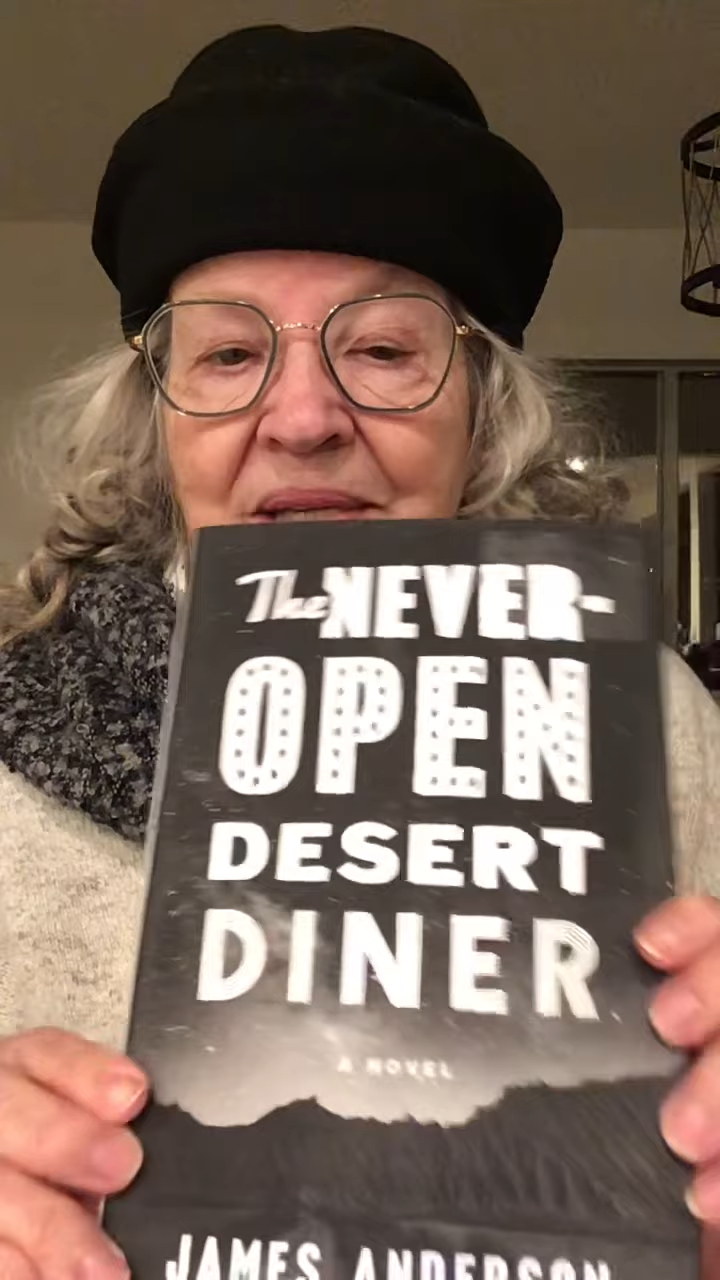 The NEVER-
OPEN
DESERT
DINER
A NOVEL
JAMES ANDERSON